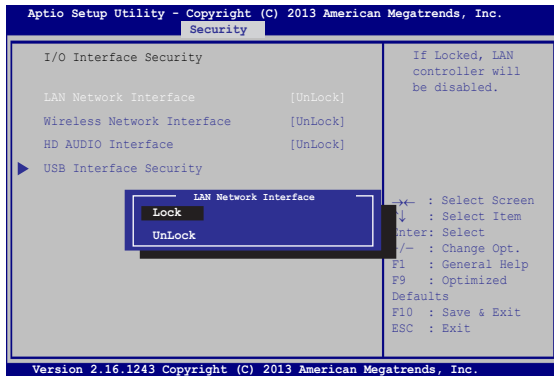 Aptio Setup Utility - Copyright (C) 2013 American Megatrends, Inc.
Security
I/O Interface Security
LAN Network Interface [UnLock]
Wireless Network Interface [UnLock]
HD AUDIO Interface [UnLock]
USB Interface Security
If Locked, LAN
controller will
be disabled.
LAN Network Interface
Lock
UnLock
→← : Select Screen
↑↓ : Select Item
Enter: Select
+/— : Change Opt.
F1 : General Help
F9 : Optimized
Defaults
F10 : Save & Exit
ESC : Exit
Version 2.16.1243 Copyright (C) 2013 American Megatrends, Inc.